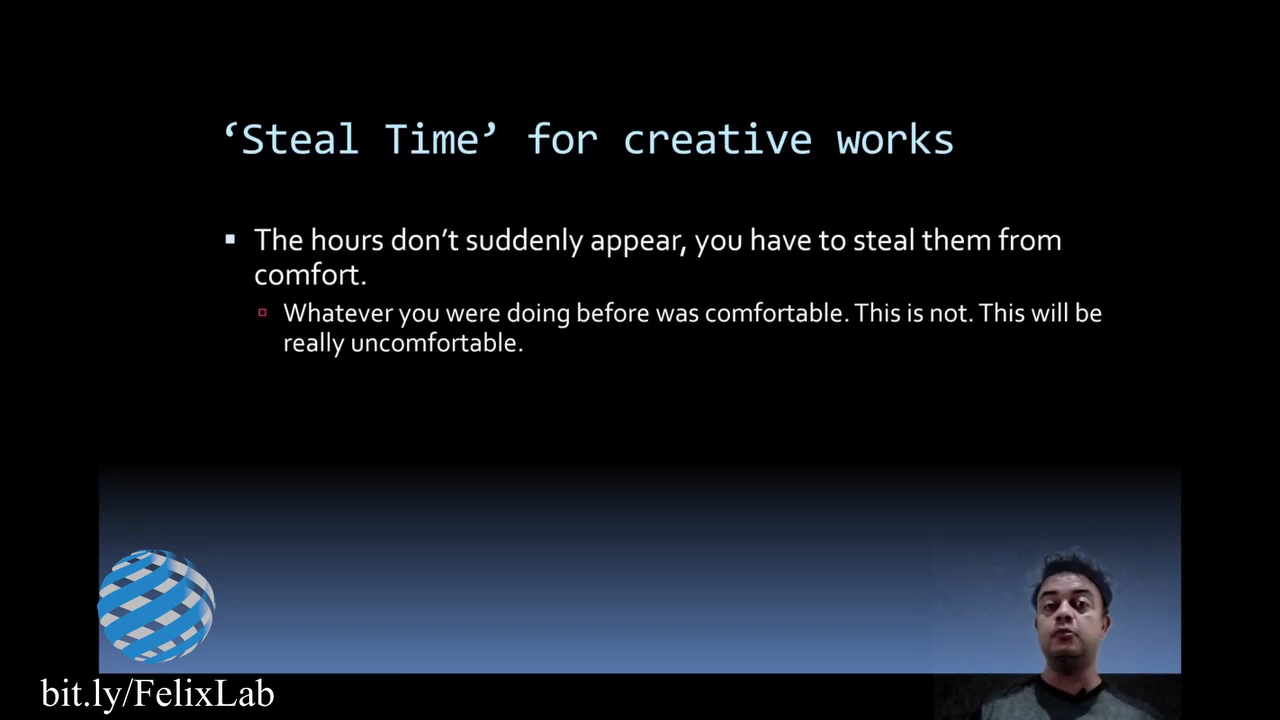 ‘Steal Time’ for creative works
The hours don’t suddenly appear, you have to steal them from
comfort.
Whatever you were doing before was comfortable. This is not. This will be
really uncomfortable.
bit.ly/FelixLab